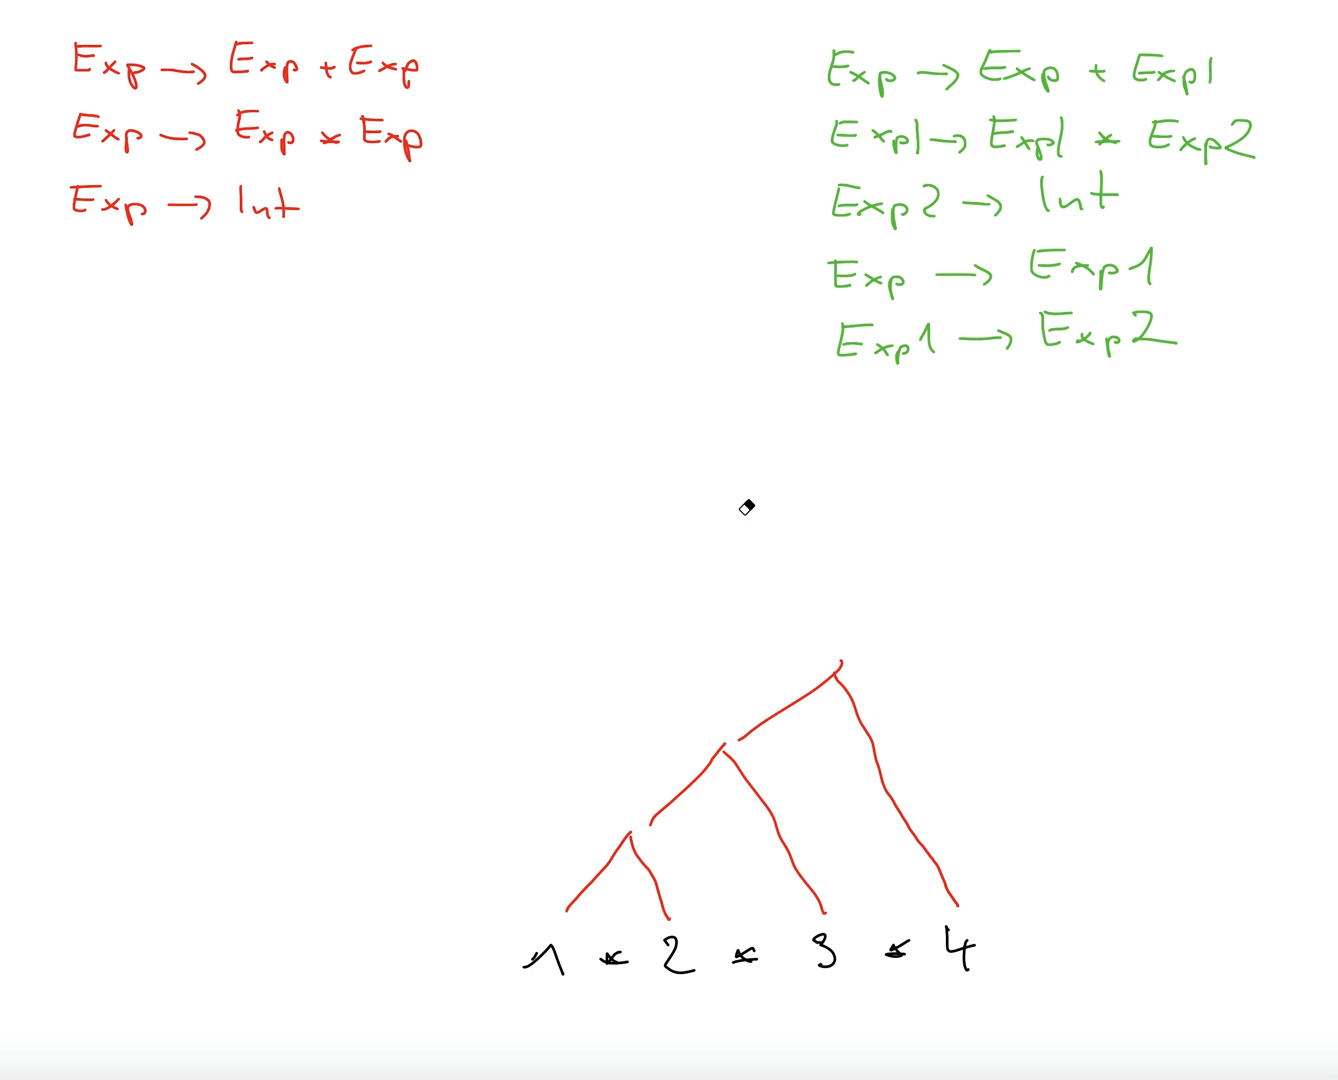 Exp → Exp + Exp
Exp → Exp * Exp
Exp → Int
Exp → Exp + Exp1
Exp1 → Exp1 * Exp2
Exp2 → Int
Exp → Exp1
Exp1 → Exp2
1 * 2 * 3 * 4